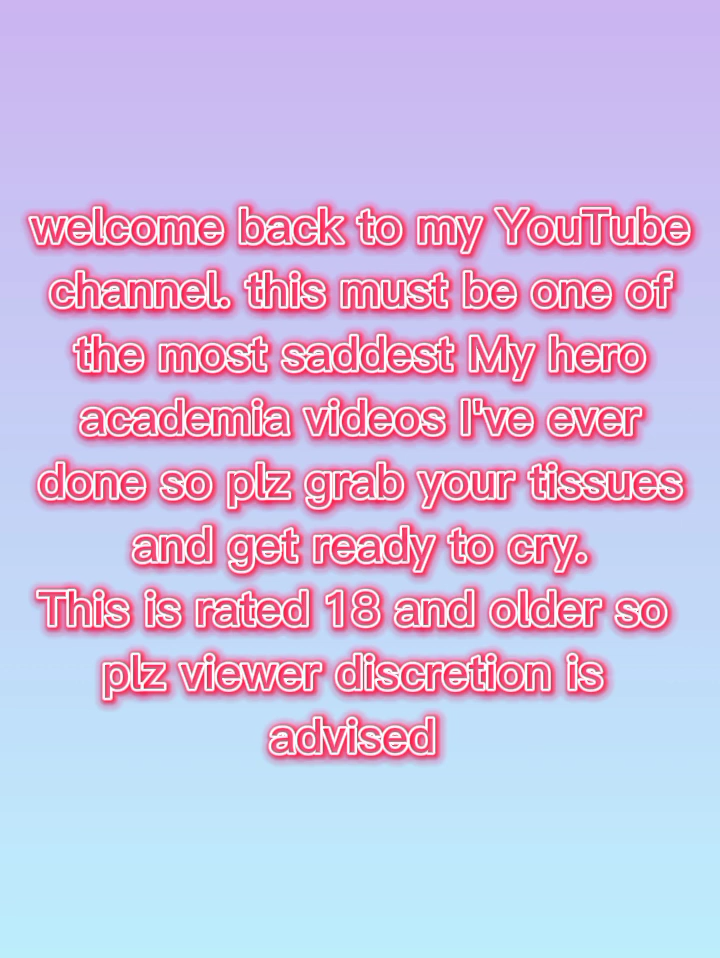 welcome back to my YouTube
channel. this must be one of
the most saddest My hero
academia videos I've ever
done so plz grab your tissues
and get ready to cry.
This is rated 18 and older so
plz viewer discretion is
advised